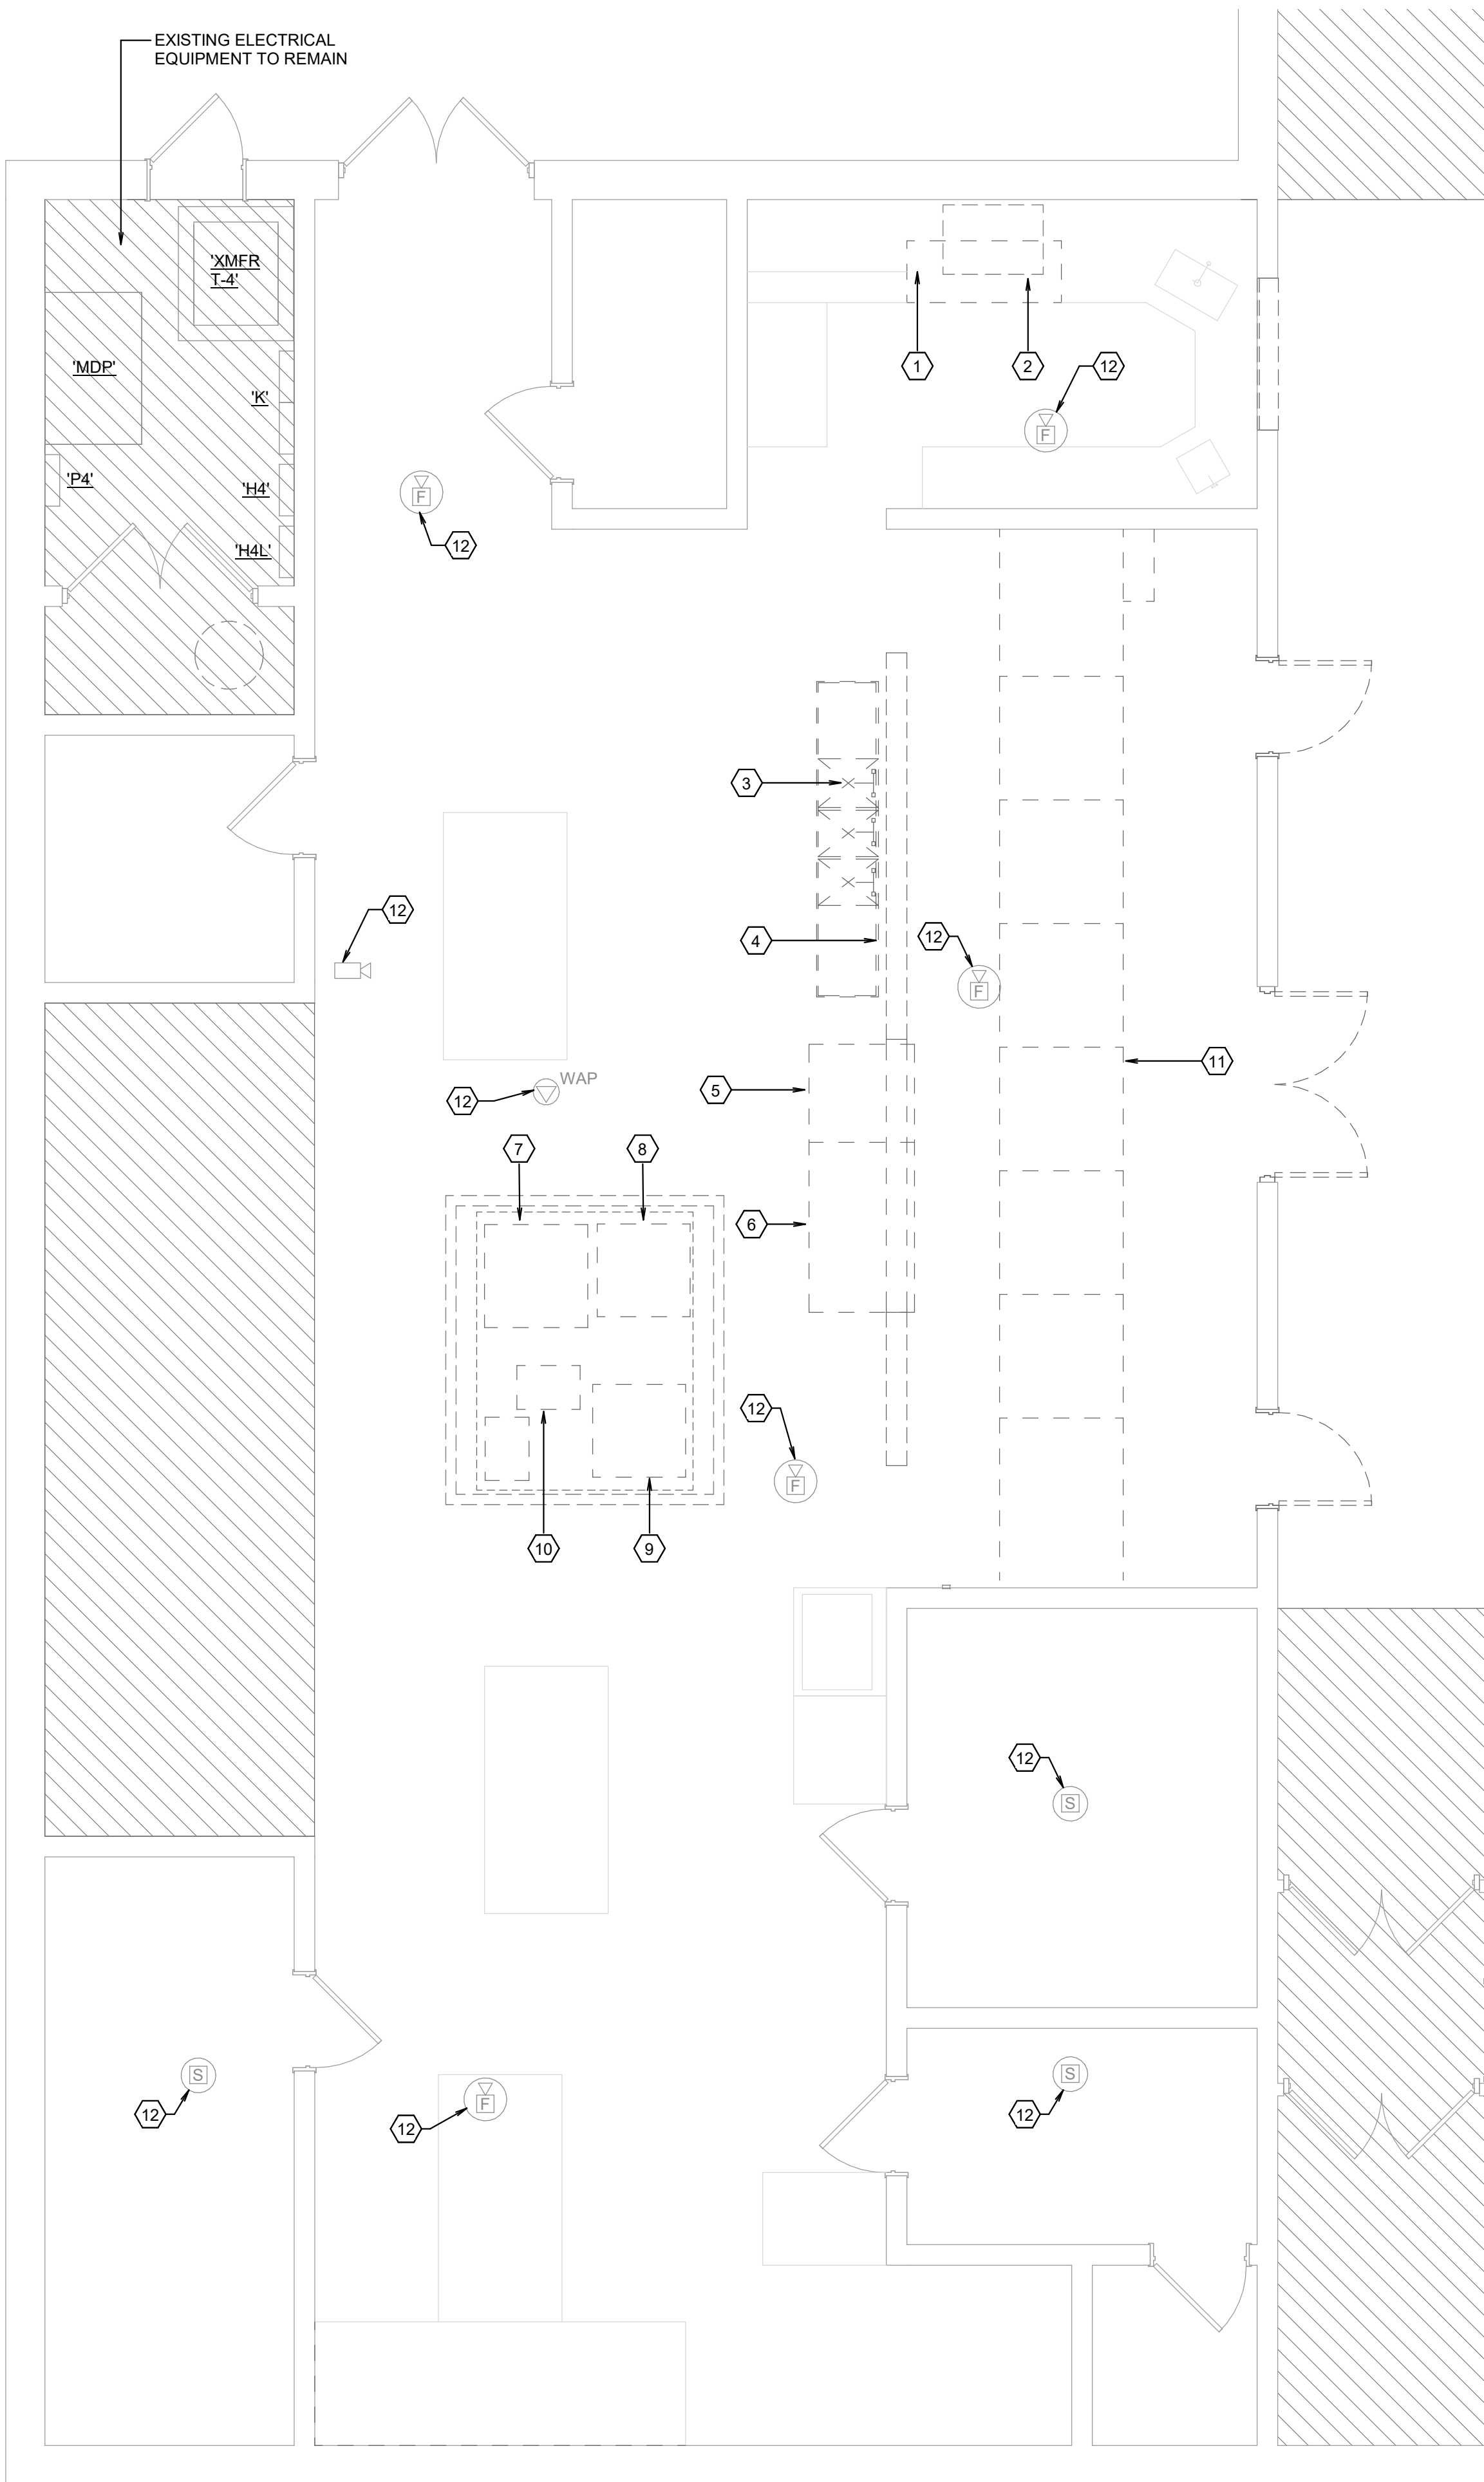 EXISTING ELECTRICAL
EQUIPMENT TO REMAIN
'XMFR
T-4'
'MDP'
'K'
'P4'
'H4'
'H4L'
1
2
12
F
F
12
3
12
4
12
F
11
WAP
12
5
7
8
6
12
F
10
9
12
S
S
12
F
12
S
12